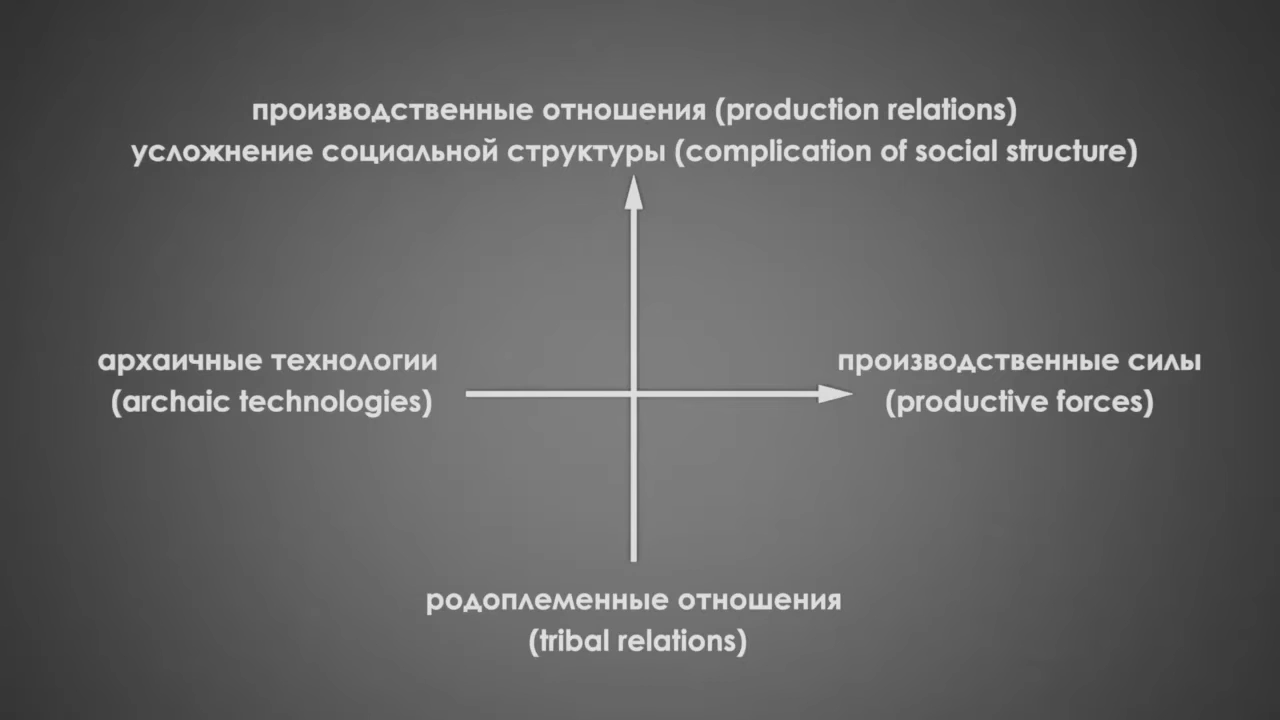 производственные отношения (production relations)
усложнение социальной структуры (complication of social structure)
архаичные технологии
(archaic technologies)
производственные силы
(productive forces)
родоплеменные отношения
(tribal relations)